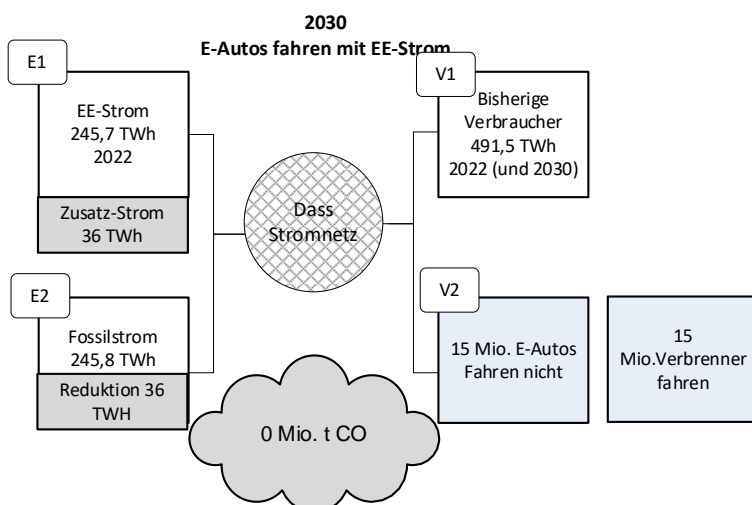 2030
E-Autos fahren mit EE-Strom
E1
EE-Strom
245,7 TWh
2022
Zusatz-Strom
36 TWh
E2
Fossilstrom
245,8 TWh
Reduktion 36
TWH
Dass
Stromnetz
0 Mio. t CO
V1
Bisherige
Verbraucher
491,5 TWh
2022 (und 2030)
V2
15 Mio. E-Autos
Fahren nicht
15
Mio.Verbrenner
fahren